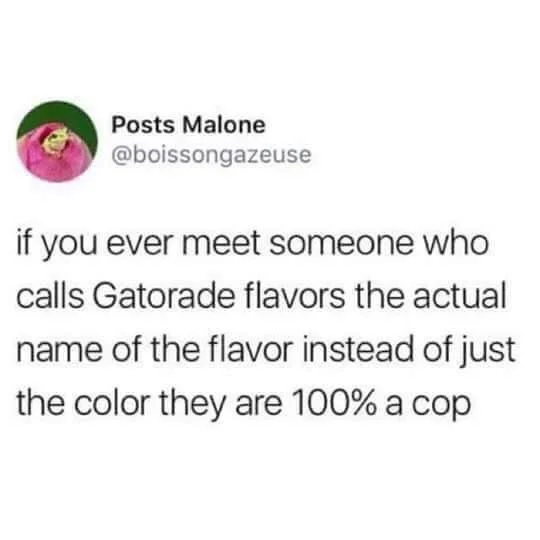 Posts Malone
@boissongazeuse
if you ever meet someone who
calls Gatorade flavors the actual
name of the flavor instead of just
the color they are 100% a cop